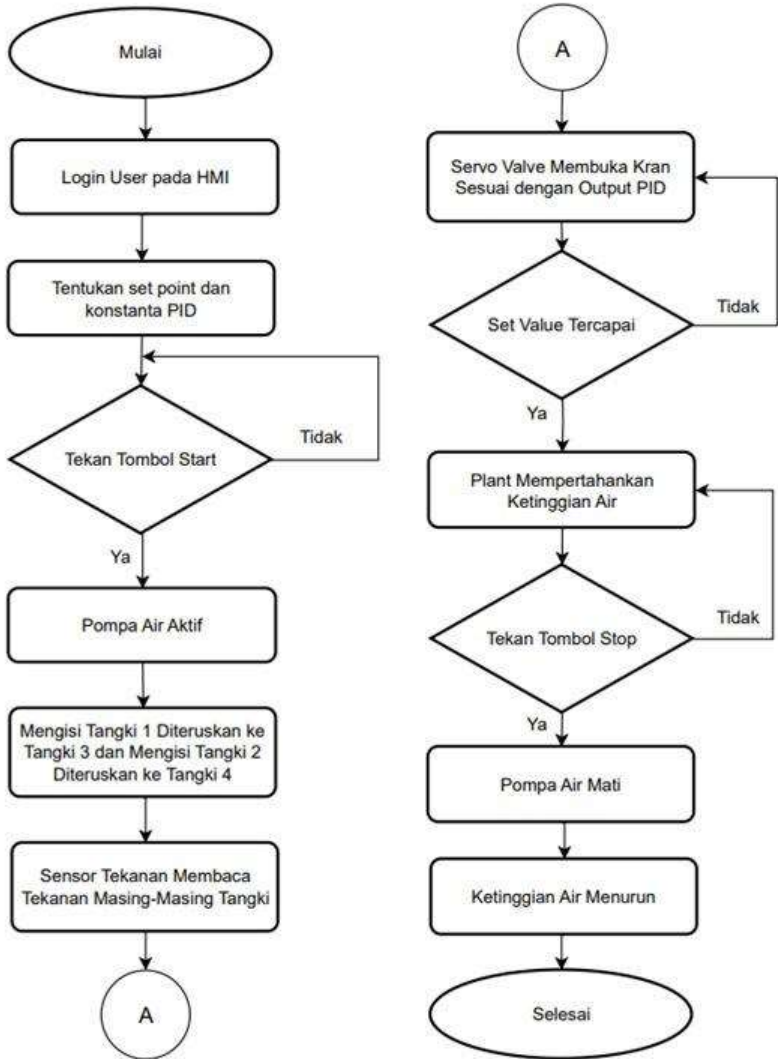 Mulai
Login User pada HMI
Tentukan set point dan
konstanta PID
Tekan Tombol Start
Tidak
Ya
Pompa Air Aktif
Mengisi Tangki 1 Diteruskan ke
Tangki 3 dan Mengisi Tangki 2
Diteruskan ke Tangki 4
Sensor Tekanan Membaca
Tekanan Masing-Masing Tangki
A
A
Servo Valve Membuka Kran
Sesuai dengan Output PID
Set Value Tercapai
Tidak
Ya
Plant Mempertahankan
Ketinggian Air
Tekan Tombol Stop
Tidak
Ya
Pompa Air Mati
Ketinggian Air Menurun
Selesai